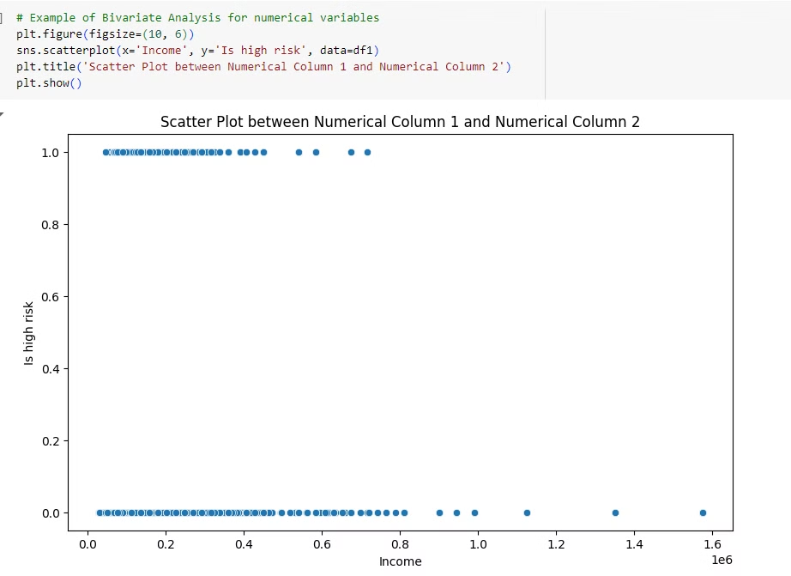 # Example of Bivariate Analysis for numerical variables
plt.figure(figsize=(10, 6))
sns.scatterplot(x='Income', y='Is high risk', data=df1)
plt.title('Scatter Plot between Numerical Column 1 and Numerical Column 2')
plt.show()
Scatter Plot between Numerical Column 1 and Numerical Column 2
1.0
0.8
0.6
0.4
0.2
0.0
Is high risk
0.0 0.2 0.4 0.6 0.8 1.0 1.2 1.4 1.6
1e6
Income